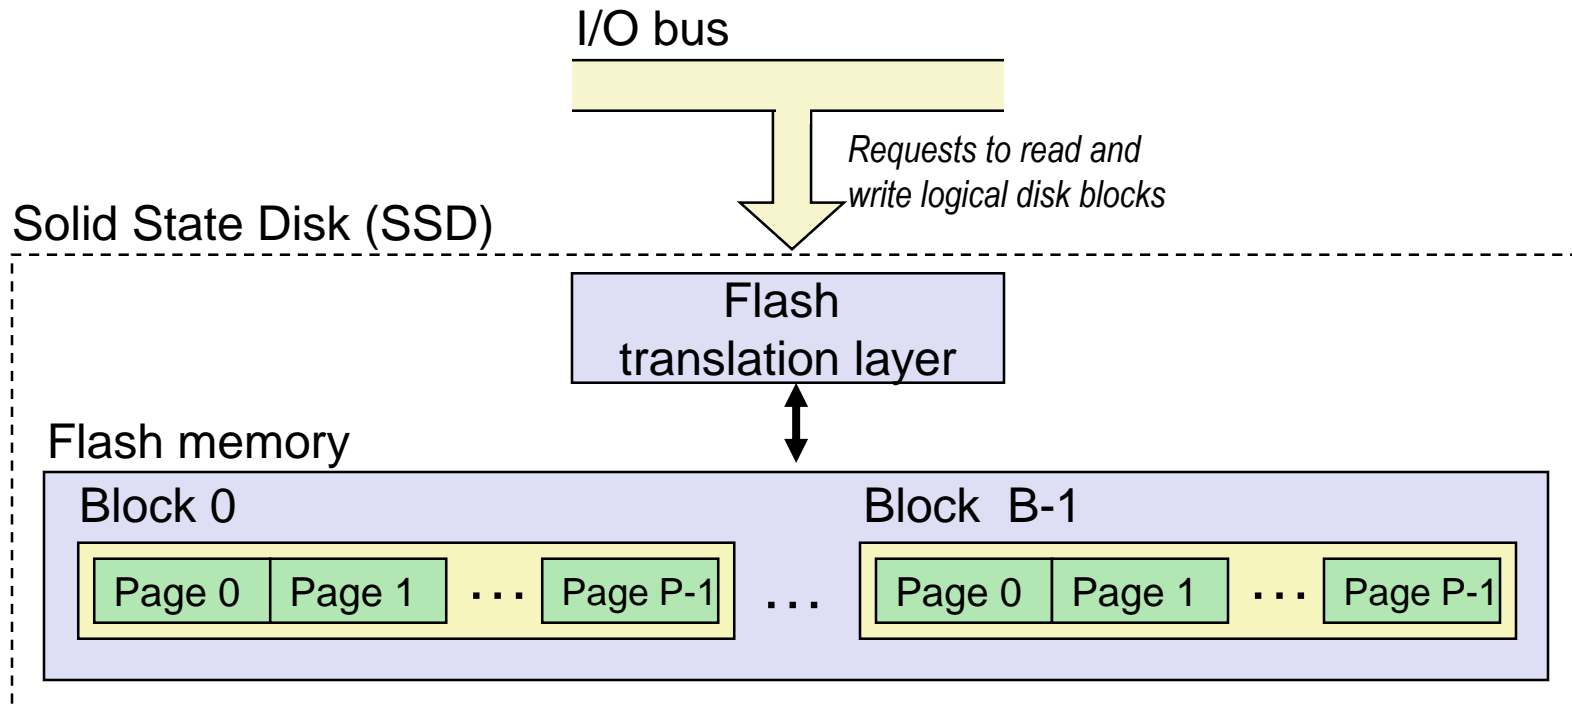 I/O bus
Requests to read and
write logical disk blocks
Solid State Disk (SSD)
Flash
translation layer
Flash memory
Block 0
Block B-1
Page 0 Page 1 ... Page P-1 ... Page 0 Page 1 ... Page P-1